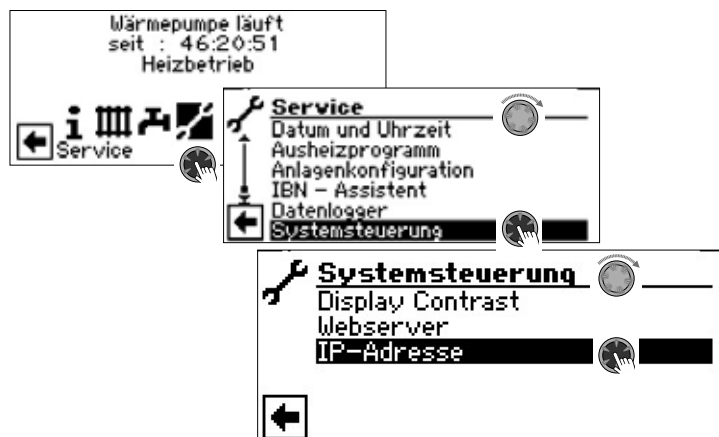 Wärmepumpe läuft
seit : 46:20:51
Heizbetrieb
Service
Service
Datum und Uhrzeit
Ausheizprogramm
Anlagenkonfiguration
IBN – Assistent
Datenlogger
Systemsteuerung
Systemsteuerung
Display Contrast
Webserver
IP-Adresse